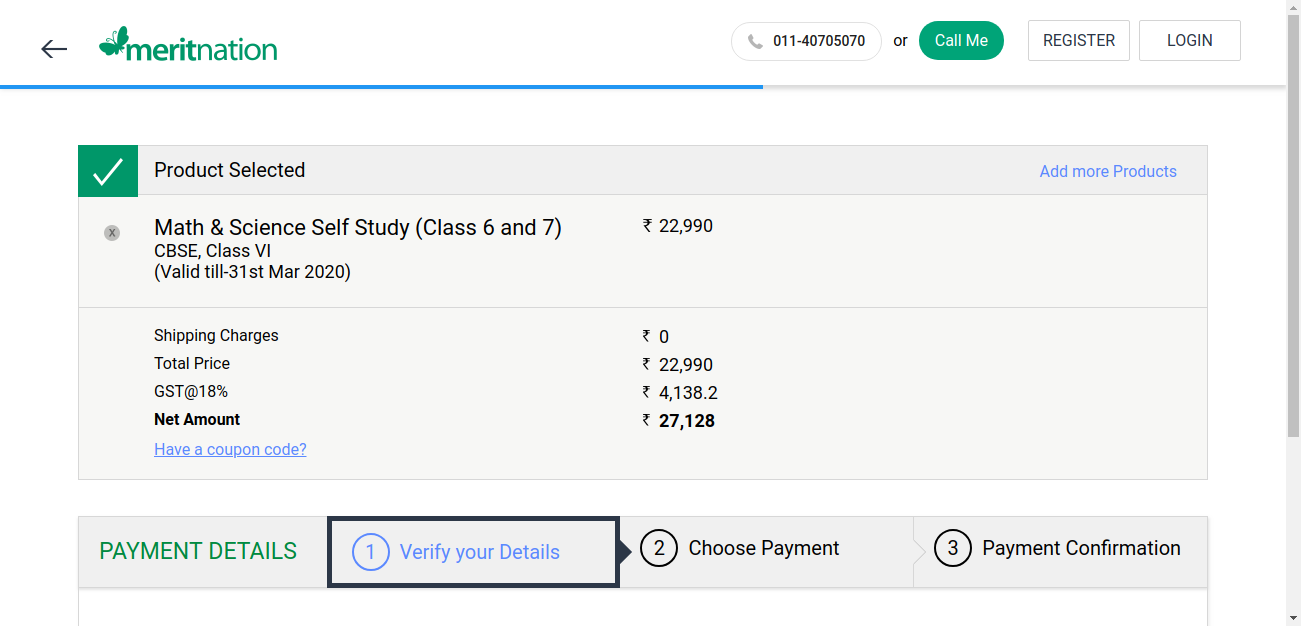 meritnation
011-40705070 or Call Me REGISTER LOGIN
Product Selected Add more Products
X Math & Science Self Study (Class 6 and 7) ₹ 22,990
CBSE, Class VI
(Valid till-31st Mar 2020)
Shipping Charges ₹ 0
Total Price ₹ 22,990
GST@18% ₹ 4,138.2
Net Amount ₹ 27,128
Have a coupon code?
PAYMENT DETAILS 1 Verify your Details 2 Choose Payment 3 Payment Confirmation